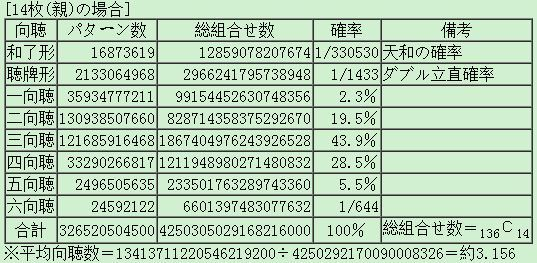 [14枚(親)の場合]
向聴 パターン数 総組合せ数 確率 備考
和了形 16873619 12859078207674 1/330530 天和の確率
聴牌形 2133064968 2966241795738948 1/1433 ダブル立直確率
一向聴 35934777211 99154452630748356 2.3%
二向聴 130938507660 828714358375292670 19.5%
三向聴 121685916468 1867404976243926528 43.9%
四向聴 33290266817 1211948980271480832 28.5%
五向聴 2496505635 233501763289743360 5.5%
六向聴 24592122 6601397483077632 1/644
合計 326520504500 4250305029168216000 100% 総組合せ数=₁₃₆C₁₄
※平均向聴数=13413711220546219200÷4250292170090008326=約3.156